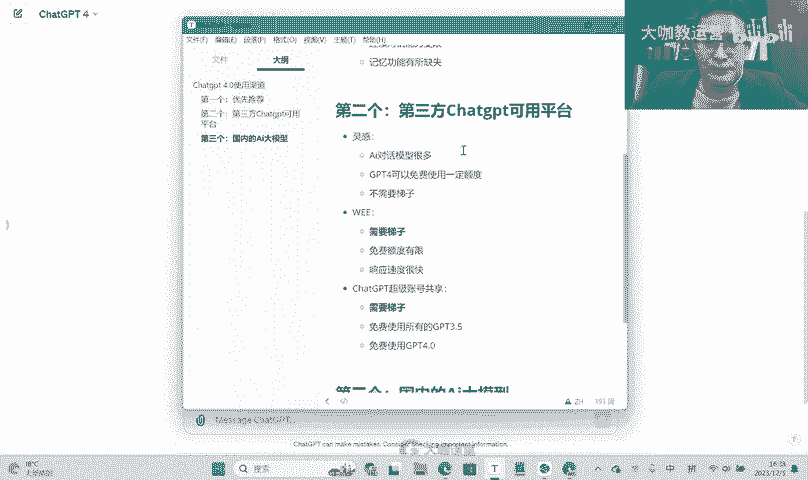 ChatGPT 4
大咖教运营
bilibili
文件(F) 编辑(E) 段落(P) 格式(O) 视图(V) 主题(T) 帮助(H)
文件 大纲
Chatgpt 4.0使用渠道
第一个：优先推荐
第二个：第三方Chatgpt可用
平台
第三个：国内的Ai大模型
记忆功能有所缺失
第二个：第三方Chatgpt可用平台
灵感：
Ai对话模型很多
GPT4可以免费使用一定额度
不需要梯子
WEE：
需要梯子
免费额度有限
响应速度很快
ChatGPT超级账号共享：
需要梯子
免费使用所有的GPT3.5
免费使用GPT4.0
第三个：国内的Ai大模型
ZH 193 词
Message ChatGPT...
ChatGPT can make mistakes. Consider checking important information.
18°C
搜索
中 拼
16:33
2023/12/5